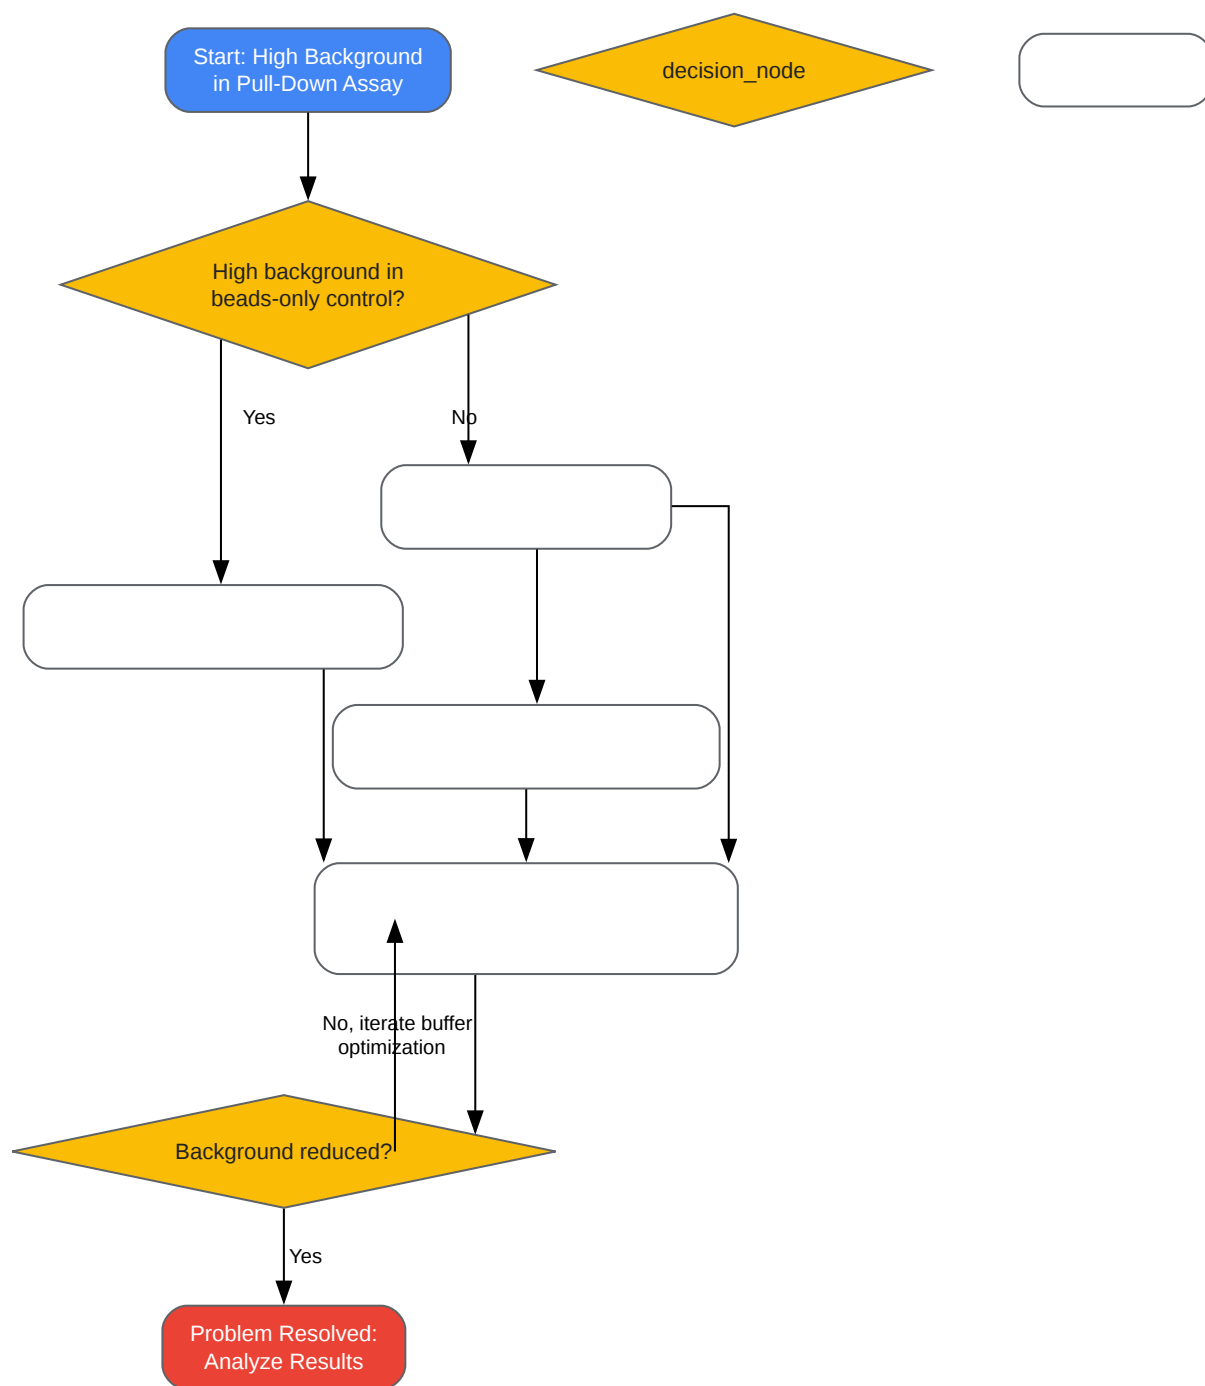 Start: High Background
in Pull-Down Assay
decision_node
High background in
beads-only control?
Yes
No
No, iterate buffer
optimization
Background reduced?
Yes
Problem Resolved:
Analyze Results